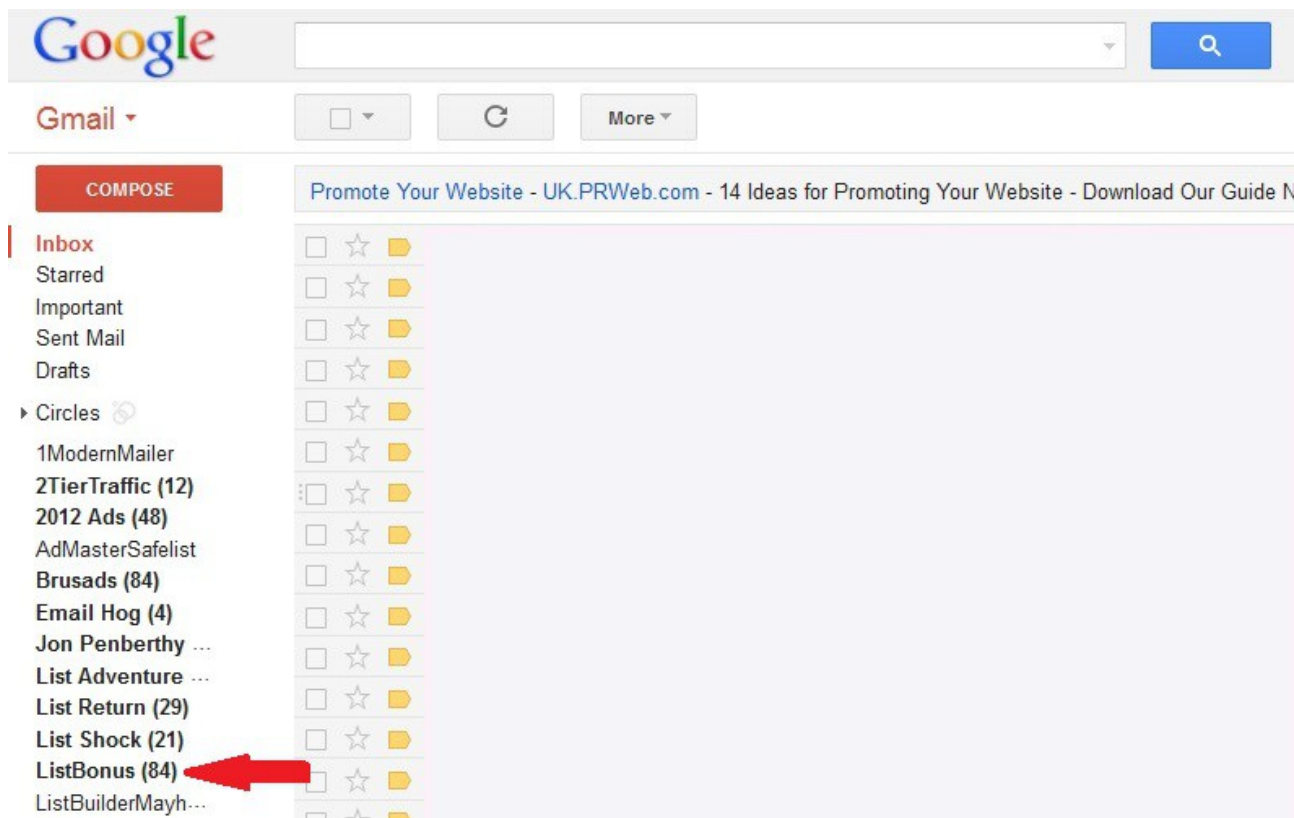 Google
Gmail
More
COMPOSE
Promote Your Website - UK.PRWeb.com - 14 Ideas for Promoting Your Website - Download Our Guide N
Inbox
Starred
Important
Sent Mail
Drafts
Circles
1ModernMailer
2TierTraffic (12)
2012 Ads (48)
AdMasterSafelist
Brusads (84)
Email Hog (4)
Jon Penberthy ...
List Adventure ...
List Return (29)
List Shock (21)
ListBonus (84)
ListBuilderMayh...